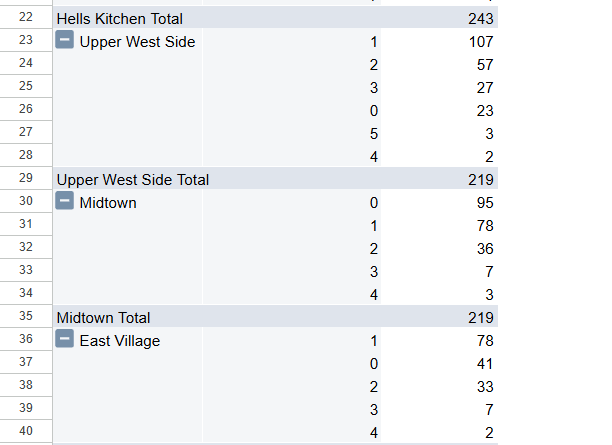 22 Hells Kitchen Total 243
23 Upper West Side 1 107
24 2 57
25 3 27
26 0 23
27 5 3
28 4 2
29 Upper West Side Total 219
30 Midtown 0 95
31 1 78
32 2 36
33 3 7
34 4 3
35 Midtown Total 219
36 East Village 1 78
37 0 41
38 2 33
39 3 7
40 4 2